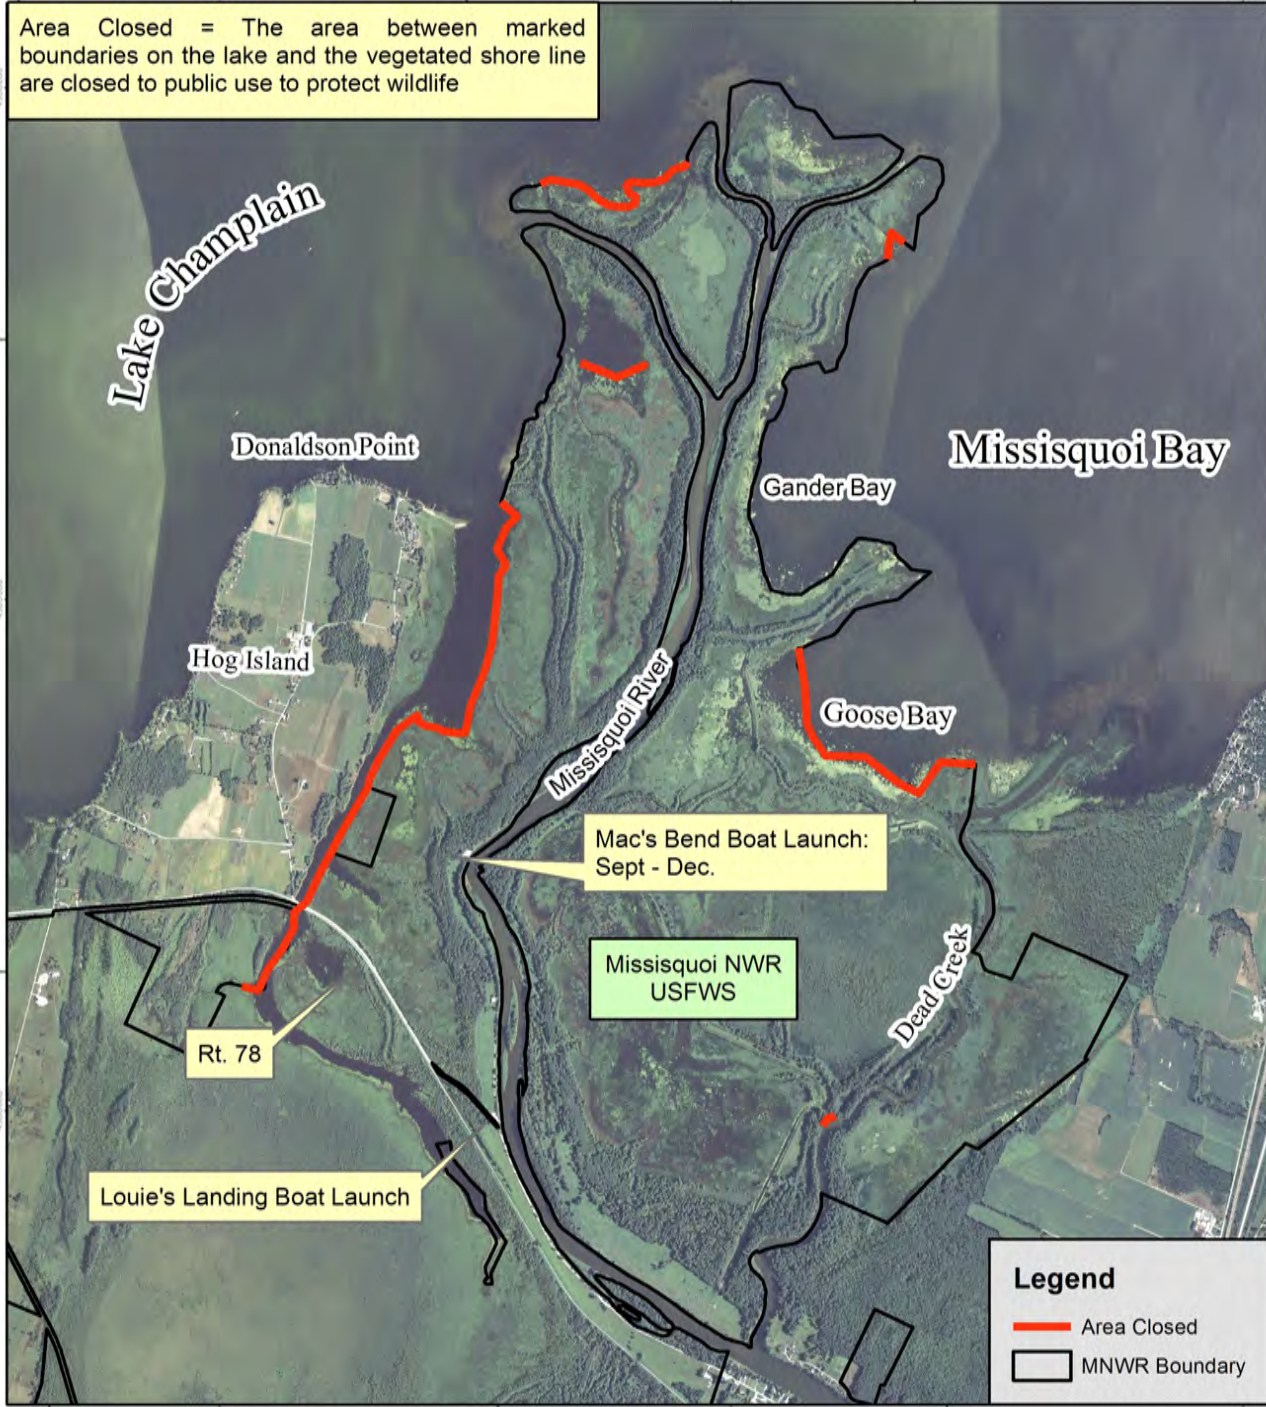 Area Closed = The area between marked
boundaries on the lake and the vegetated shore line
are closed to public use to protect wildlife
Lake Champlain
Donaldson Point
Missisquoi Bay
Gander Bay
Hog Island
Missisquoi River
Goose Bay
Mac's Bend Boat Launch:
Sept - Dec.
Missisquoi NWR
USFWS
Dead Creek
Rt. 78
Louie's Landing Boat Launch
Legend
Area Closed
MNWR Boundary